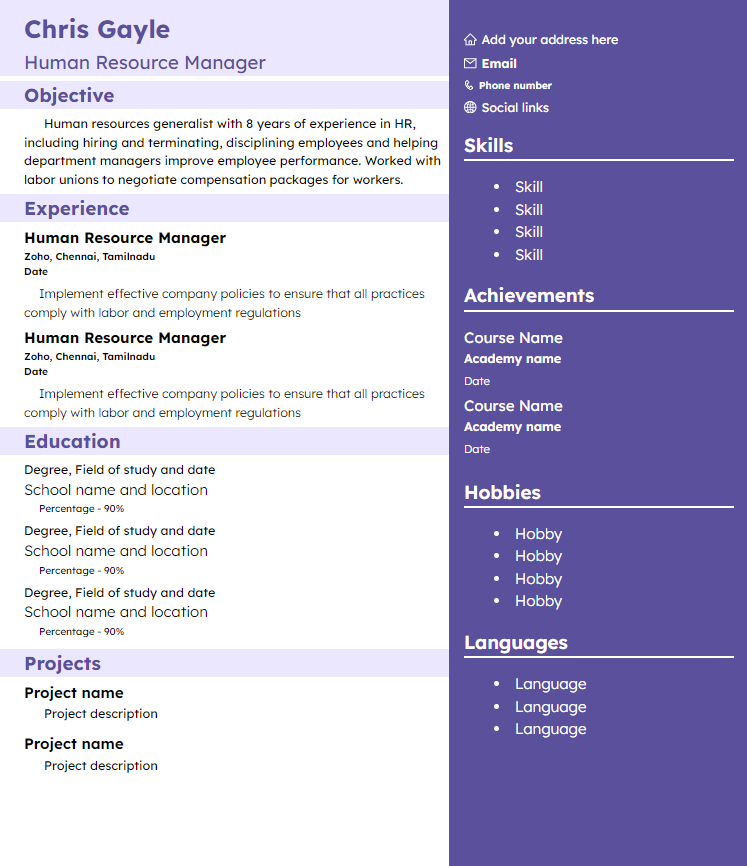 Chris Gayle
Human Resource Manager
Objective
Human resources generalist with 8 years of experience in HR,
including hiring and terminating, disciplining employees and helping
department managers improve employee performance. Worked with
labor unions to negotiate compensation packages for workers.
Experience
Human Resource Manager
Zoho, Chennai, Tamilnadu
Date
Implement effective company policies to ensure that all practices
comply with labor and employment regulations
Human Resource Manager
Zoho, Chennai, Tamilnadu
Date
Implement effective company policies to ensure that all practices
comply with labor and employment regulations
Education
Degree, Field of study and date
School name and location
Percentage - 90%
Degree, Field of study and date
School name and location
Percentage - 90%
Degree, Field of study and date
School name and location
Percentage - 90%
Projects
Project name
Project description
Project name
Project description
Add your address here
Email
Phone number
Social links
Skills
• Skill
• Skill
• Skill
• Skill
Achievements
Course Name
Academy name
Date
Course Name
Academy name
Date
Hobbies
• Hobby
• Hobby
• Hobby
• Hobby
Languages
• Language
• Language
• Language